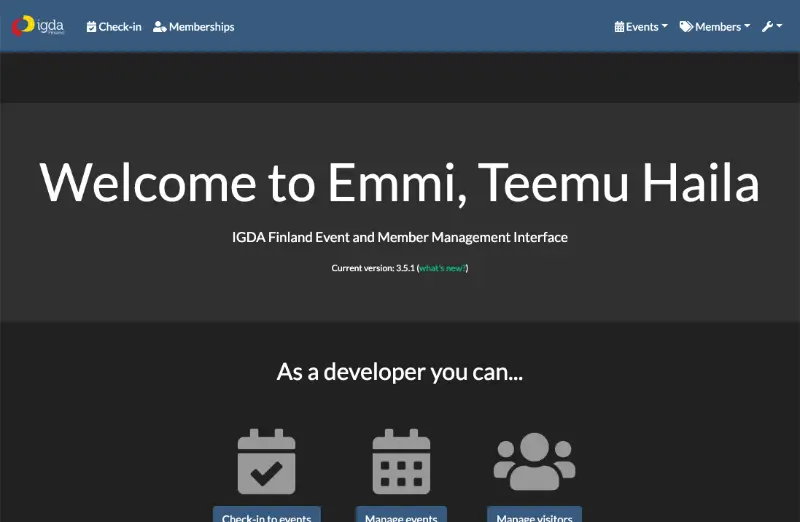 igda
Finland
Check-in
Memberships
Events
Members
Welcome to Emmi, Teemu Haila
IGDA Finland Event and Member Management Interface
Current version: 3.5.1 (what's new?)
As a developer you can...
Check-in to events
Manage events
Manage visitors